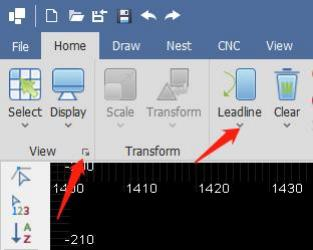 File Home Draw Nest CNC View
Select Display Scale Transform Leadline Clear
View Transform
1400 1410 1420 1430
123
A
Z
-210